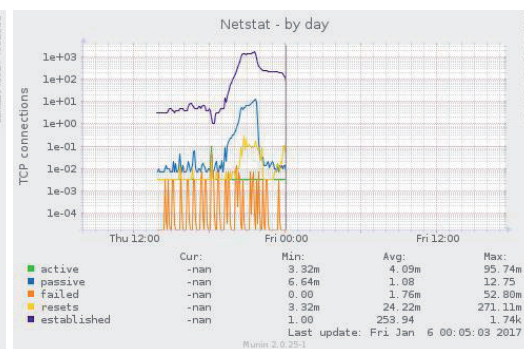 Netstat - by day
TCP connections
1e+03
1e+02
1e+01
1e+00
1e-01
1e-02
1e-03
1e-04
Thu 12:00 Fri 00:00 Fri 12:00
Cur: Min: Avg: Max:
active -nan 3.32m 4.09m 95.74m
passive -nan 6.64m 1.08 12.75
failed -nan 0.00 1.76m 52.80m
resets -nan 3.32m 24.22m 271.11m
established -nan 1.00 253.94 1.74k
Last update: Fri Jan 6 00:05:03 2017
Munin 2.0.25-1